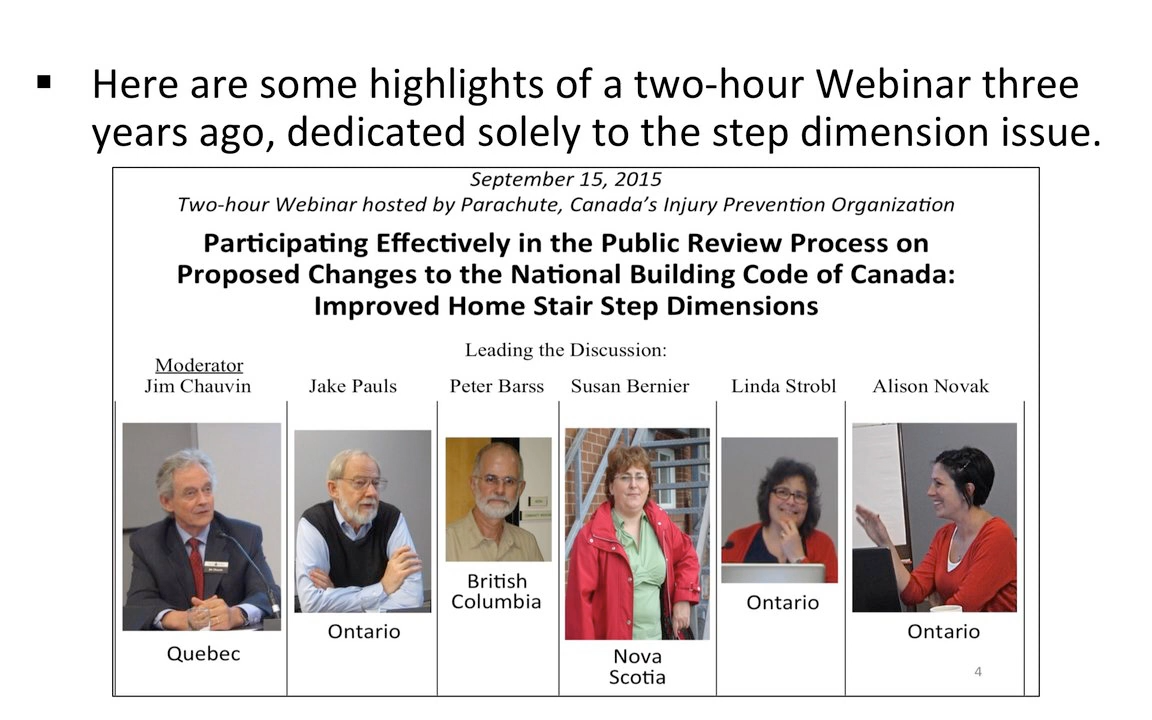 ▪ Here are some highlights of a two-hour Webinar three
years ago, dedicated solely to the step dimension issue.
September 15, 2015
Two-hour Webinar hosted by Parachute, Canada's Injury Prevention Organization
Participating Effectively in the Public Review Process on
Proposed Changes to the National Building Code of Canada:
Improved Home Stair Step Dimensions
Leading the Discussion:
Moderator
Jim Chauvin
Jake Pauls
Peter Barss
Susan Bernier
Linda Strobl
Alison Novak
Quebec
Ontario
British
Columbia
Nova
Scotia
Ontario
Ontario
4